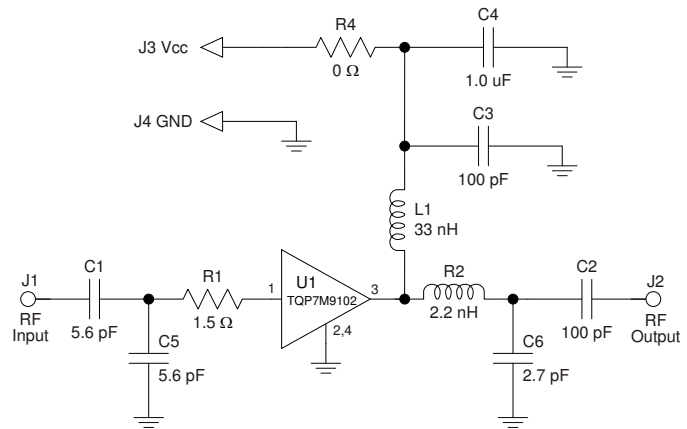 J3 Vcc
R4
0 Ω
C4
1.0 uF
J4 GND
C3
100 pF
L1
33 nH
J1
RF
Input
C1
5.6 pF
C5
5.6 pF
R1
1.5 Ω
1
U1
TQP7M9102
2,4
3
R2
2.2 nH
C6
2.7 pF
C2
100 pF
J2
RF
Output